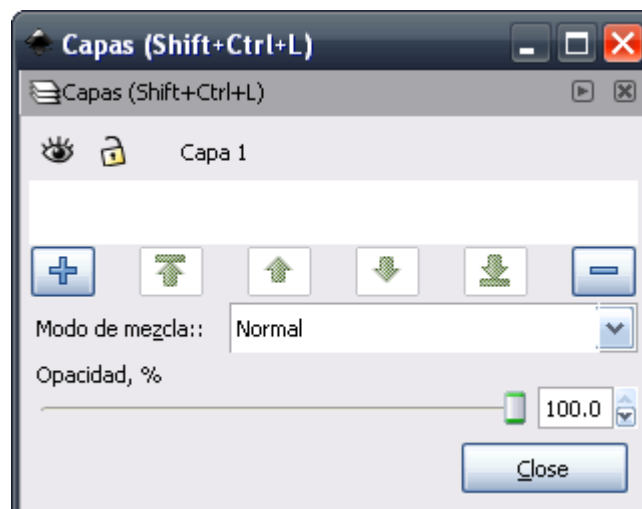 Capas (Shift+Ctrl+L)
Capas (Shift+Ctrl+L)
Capa 1
Modo de mezcla:: Normal
Opacidad, %
100.0
Close